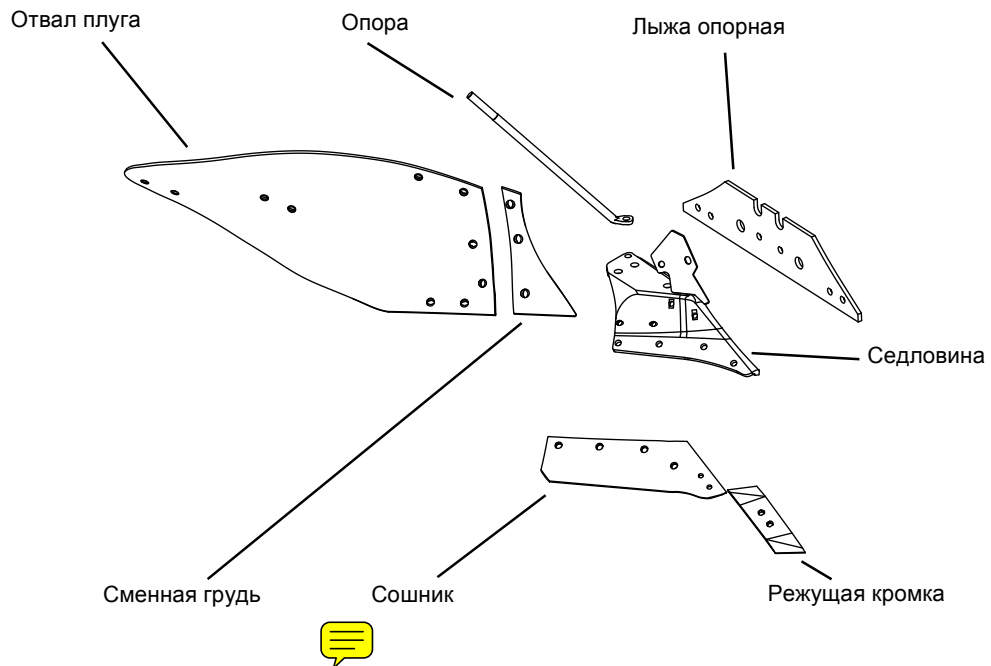 Отвал плуга
Опора
Лыжа опорная
Седловина
Сменная грудь
Сошник
Режущая кромка